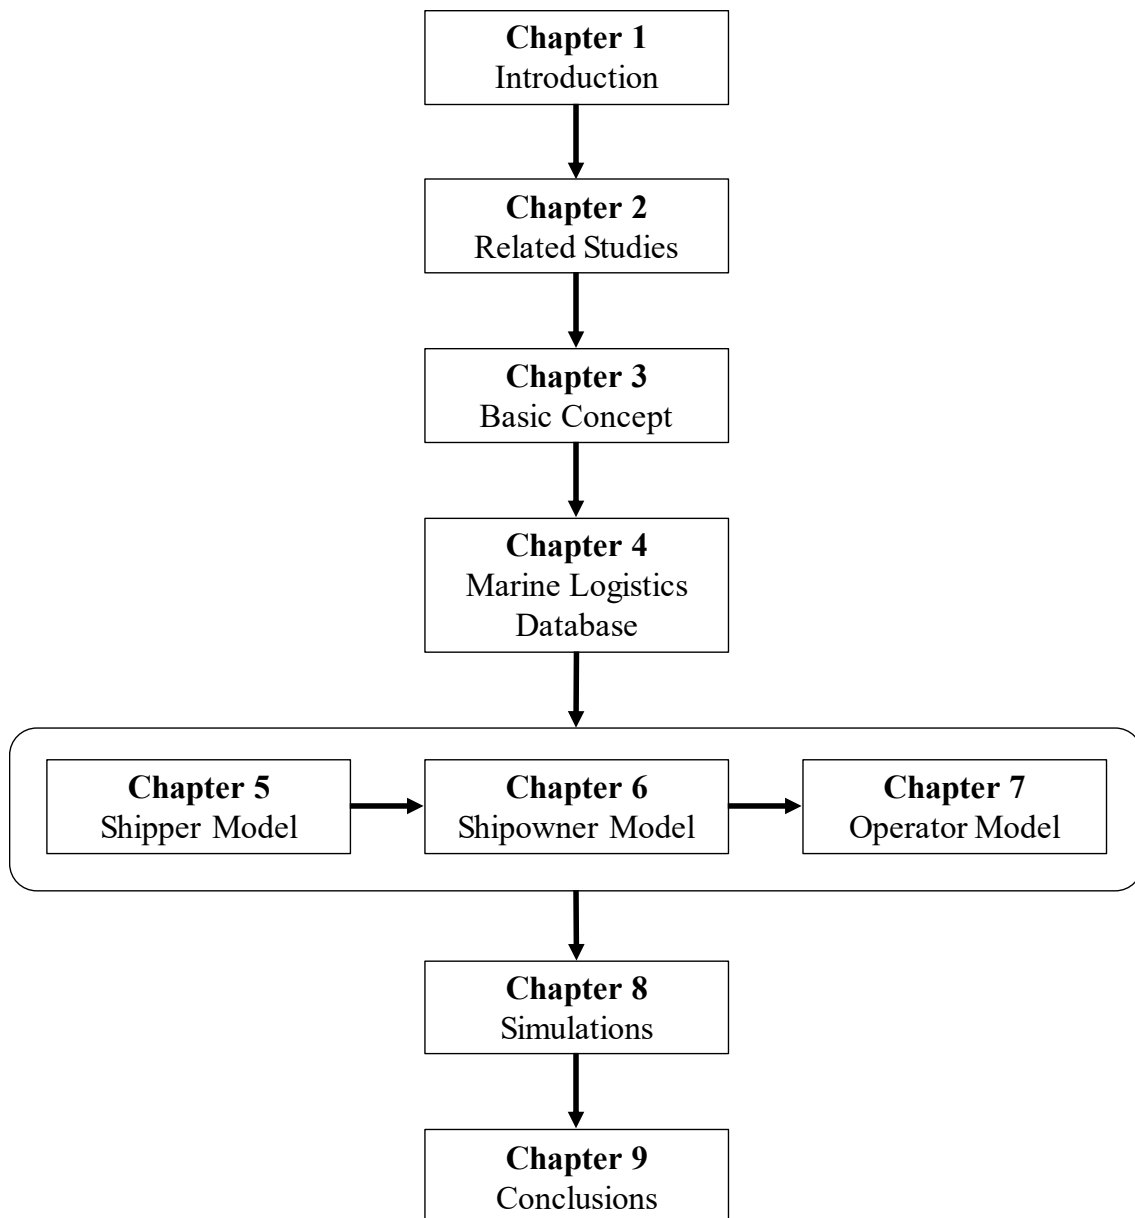 Chapter 1
Introduction
Chapter 2
Related Studies
Chapter 3
Basic Concept
Chapter 4
Marine Logistics
Database
Chapter 5
Shipper Model
Chapter 6
Shipowner Model
Chapter 7
Operator Model
Chapter 8
Simulations
Chapter 9
Conclusions